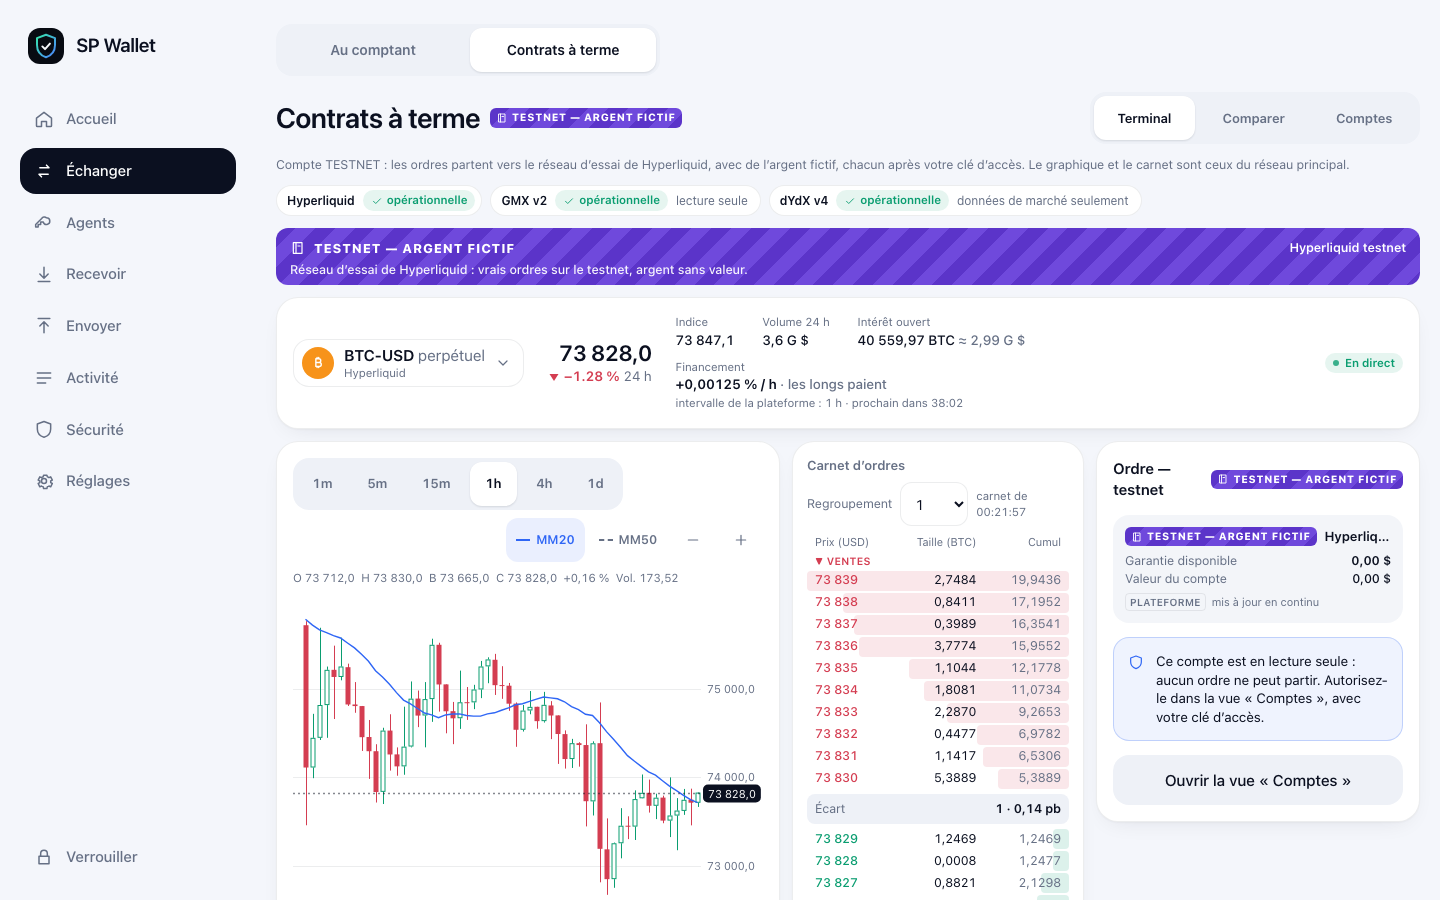 SP Wallet
Accueil
Échanger
Agents
Recevoir
Envoyer
Activité
Sécurité
Réglages
Verrouiller
Au comptant
Contrats à terme
Contrats à terme
TESTNET — ARGENT FICTIF
Terminal
Comparer
Comptes
Compte TESTNET : les ordres partent vers le réseau d’essai de Hyperliquid, avec de l’argent fictif, chacun après votre clé d’accès. Le graphique et le carnet sont ceux du réseau principal.
Hyperliquid opérationnelle
GMX v2 opérationnelle lecture seule
dYdX v4 opérationnelle données de marché seulement
TESTNET — ARGENT FICTIF
Hyperliquid testnet
Réseau d’essai de Hyperliquid : vrais ordres sur le testnet, argent sans valeur.
BTC-USD perpétuel
Hyperliquid
73 828,0
▼ −1.28 % 24 h
Indice
73 847,1
Volume 24 h
3,6 G $
Intérêt ouvert
40 559,97 BTC ≈ 2,99 G $
Financement
+0,00125 % / h · les longs paient
intervalle de la plateforme : 1 h · prochain dans 38:02
En direct
1m 5m 15m 1h 4h 1d
MM20 MM50 − +
O 73 712,0 H 73 830,0 B 73 665,0 C 73 828,0 +0,16 % Vol. 173,52
75 000,0
74 000,0
73 828,0
73 000,0
Carnet d’ordres
Regroupement 1
carnet de
00:21:57
Prix (USD) Taille (BTC) Cumul
▼ VENTES
73 839 2,7484 19,9436
73 838 0,8411 17,1952
73 837 0,3989 16,3541
73 836 3,7774 15,9552
73 835 1,1044 12,1778
73 834 1,8081 11,0734
73 833 2,2870 9,2653
73 832 0,4477 6,9782
73 831 1,1417 6,5306
73 830 5,3889 5,3889
Écart 1 · 0,14 pb
73 829 1,2469 1,2469
73 828 0,0008 1,2477
73 827 0,8821 2,1298
Ordre —
testnet
TESTNET — ARGENT FICTIF
TESTNET — ARGENT FICTIF Hyperliq...
Garantie disponible 0,00 $
Valeur du compte 0,00 $
PLATEFORME mis à jour en continu
Ce compte est en lecture seule :
aucun ordre ne peut partir. Autorisez-
le dans la vue « Comptes », avec
votre clé d’accès.
Ouvrir la vue « Comptes »